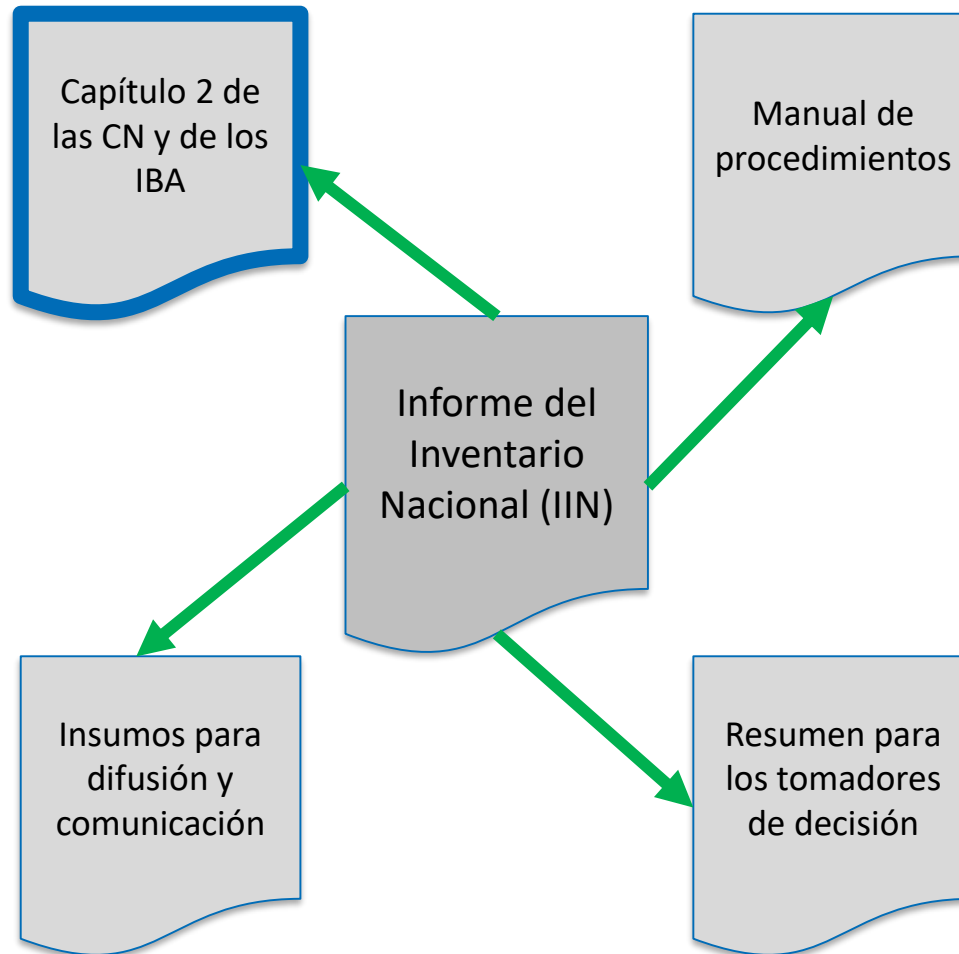 Capítulo 2 de
las CN y de los
IBA
Manual de
procedimientos
Informe del
Inventario
Nacional (IIN)
Insumos para
difusión y
comunicación
Resumen para
los tomadores
de decisión